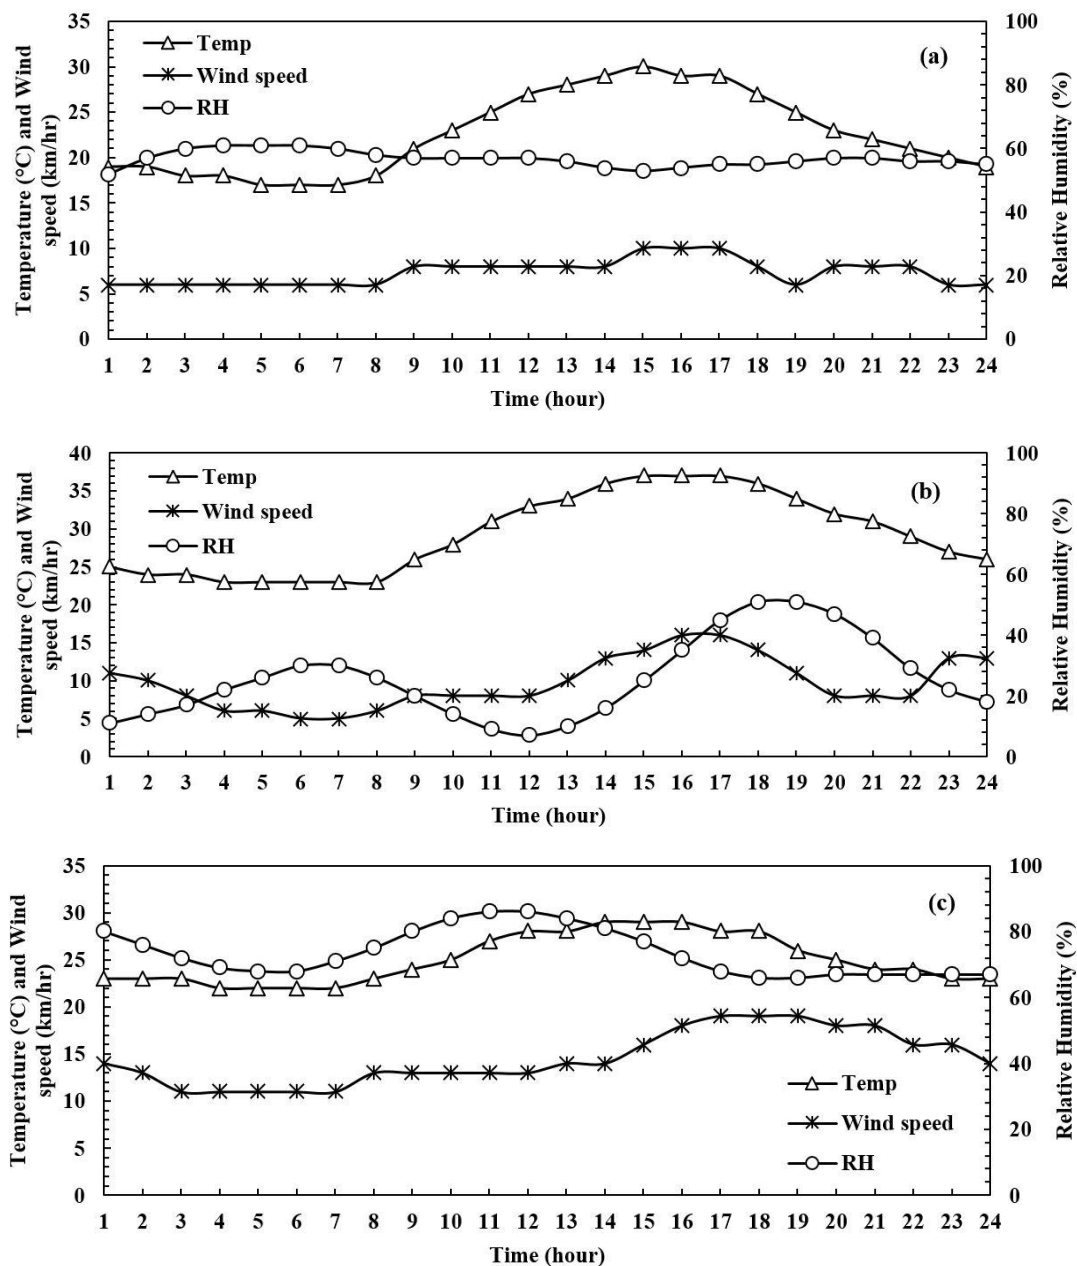 (a)
Temp
Wind speed
RH
Temperature (°C) and Wind
speed (km/hr)
35
30
25
20
15
10
5
0
100
80
60
40
20
0
Relative Humidity (%)
1 2 3 4 5 6 7 8 9 10 11 12 13 14 15 16 17 18 19 20 21 22 23 24
Time (hour)
(b)
Temp
Wind speed
RH
Temperature (°C) and Wind
speed (km/hr)
40
35
30
25
20
15
10
5
0
100
80
60
40
20
0
Relative Humidity (%)
1 2 3 4 5 6 7 8 9 10 11 12 13 14 15 16 17 18 19 20 21 22 23 24
Time (hour)
(c)
Temperature (°C) and Wind
speed (km/hr)
35
30
25
20
15
10
5
0
100
80
60
40
20
0
Relative Humidity (%)
Temp
Wind speed
RH
1 2 3 4 5 6 7 8 9 10 11 12 13 14 15 16 17 18 19 20 21 22 23 24
Time (hour)